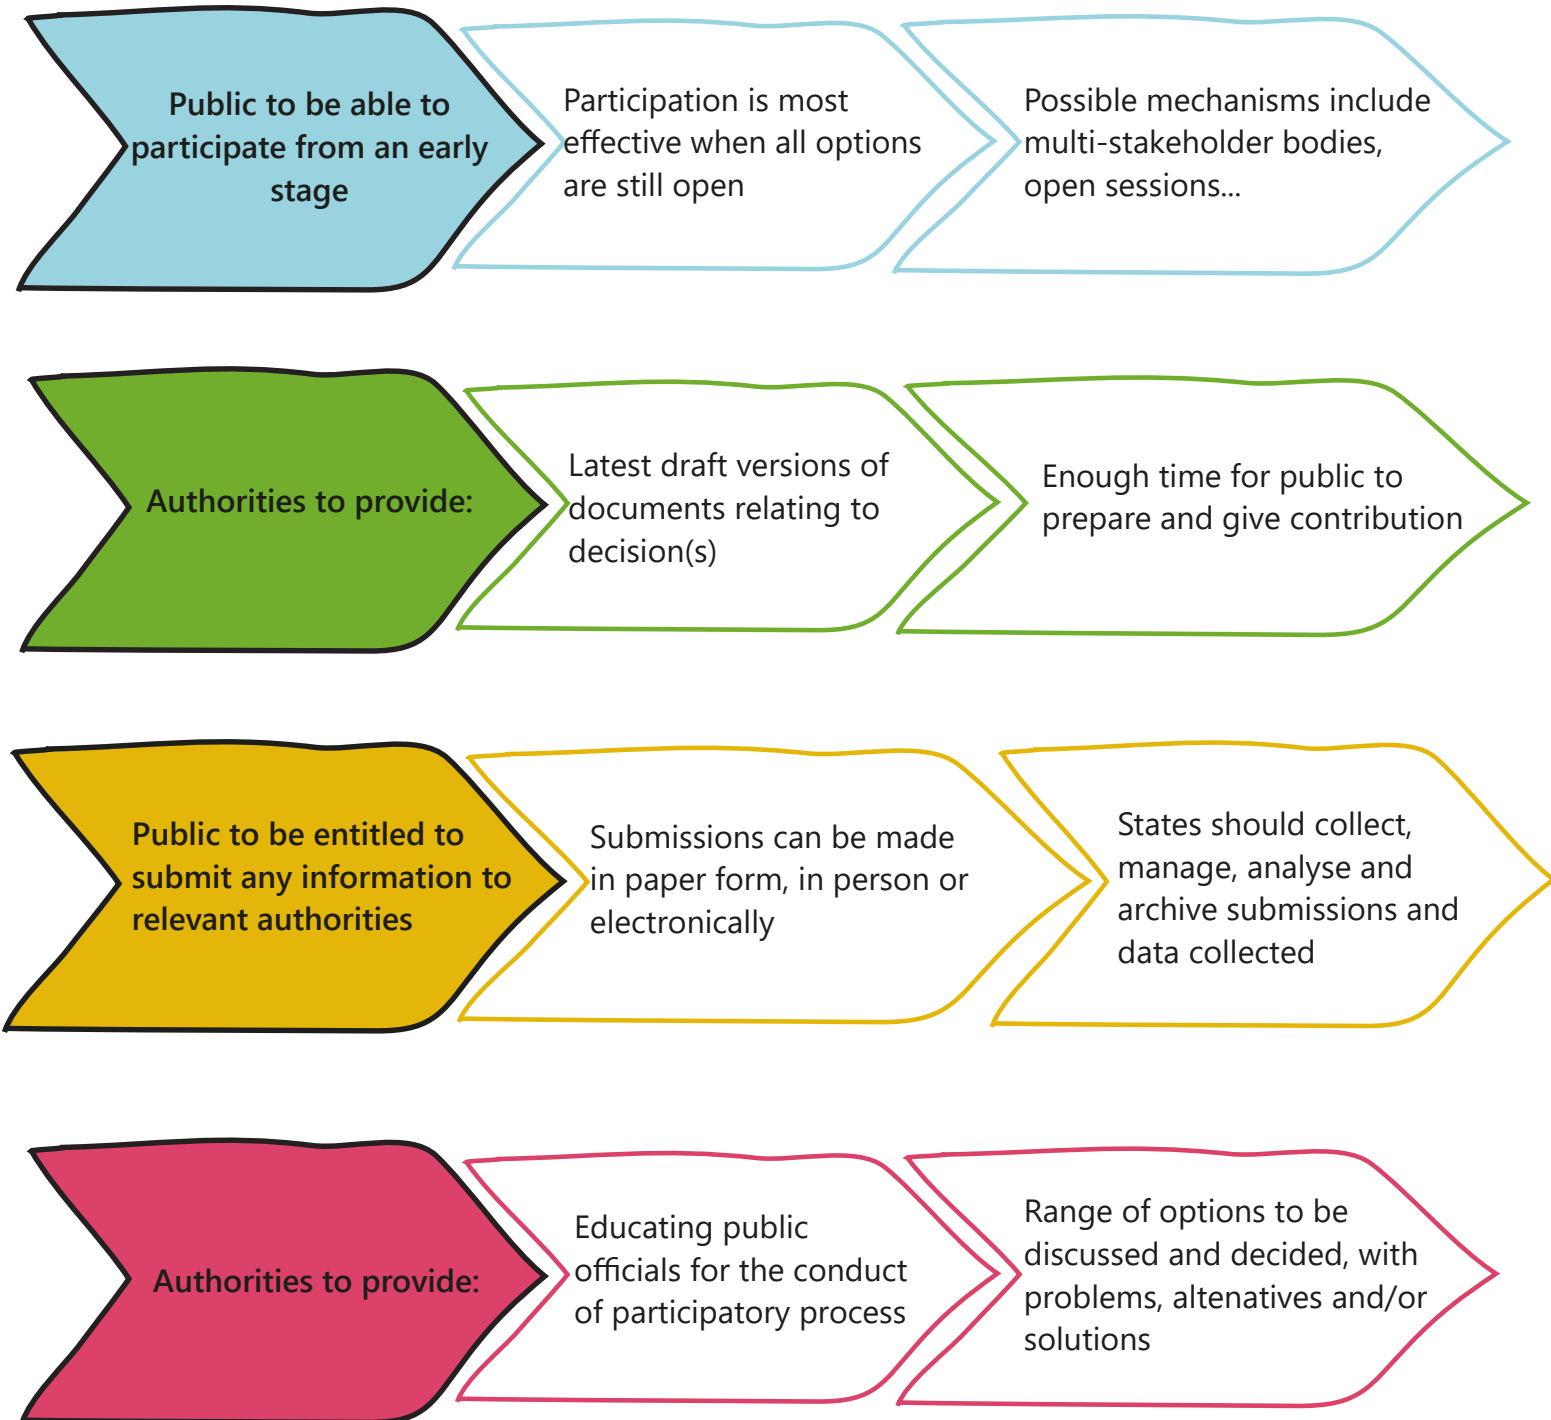 Public to be able to
participate from an early
stage
Participation is most
effective when all options
are still open
Possible mechanisms include
multi-stakeholder bodies,
open sessions...
Authorities to provide:
Latest draft versions of
documents relating to
decision(s)
Enough time for public to
prepare and give contribution
Public to be entitled to
submit any information to
relevant authorities
Submissions can be made
in paper form, in person or
electronically
States should collect,
manage, analyse and
archive submissions and
data collected
Authorities to provide:
Educating public
officials for the conduct
of participatory process
Range of options to be
discussed and decided, with
problems, altenatives and/or
solutions